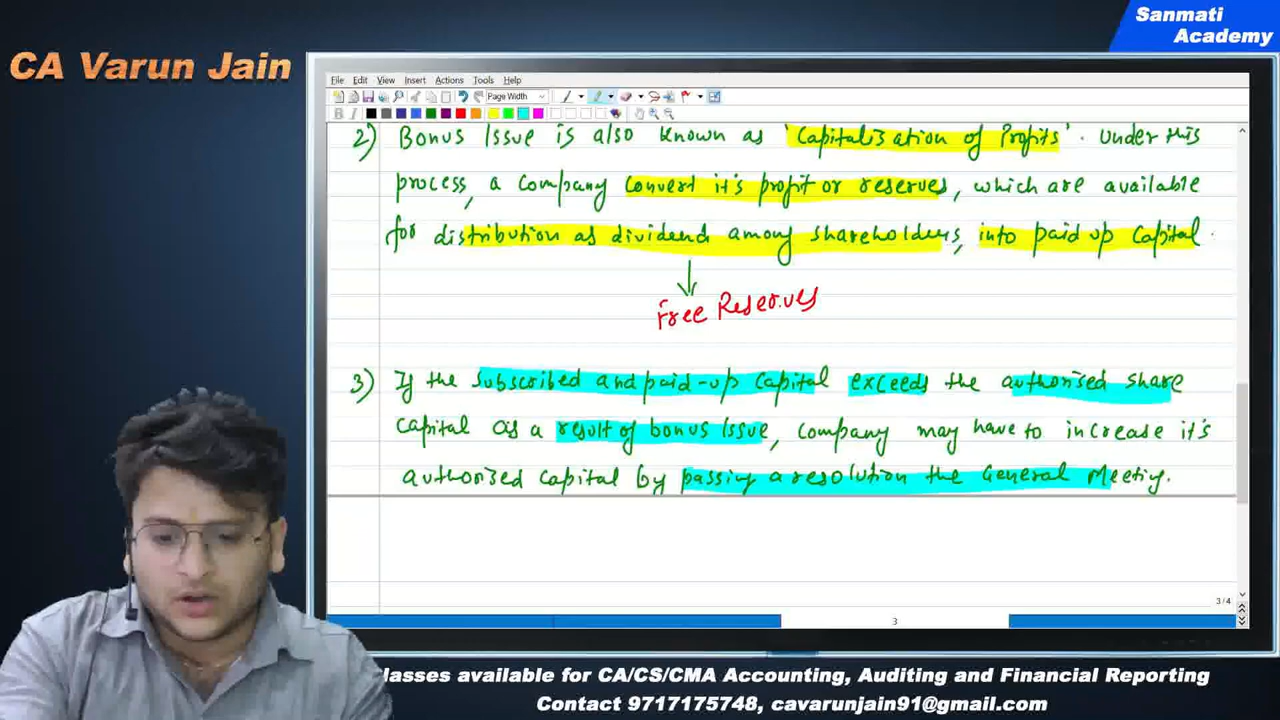 Sanmati
Academy
CA Varun Jain
File Edit View Insert Actions Tools Help
Page Width
2) Bonus Issue is also known as 'Capitalisation of Profits'. Under this
process, a company convert it's profit or reserves, which are available
for distribution as dividend among shareholders, into paid up Capital.
Free Reserves
3) If the subscribed and paid-up Capital exceeds the authorised share
capital as a result of bonus Issue, Company may have to increase it's
authorised capital by passing a resolution the General Meeting.
3/4
3
lasses available for CA/CS/CMA Accounting, Auditing and Financial Reporting
Contact 9717175748, cavarunjain91@gmail.com